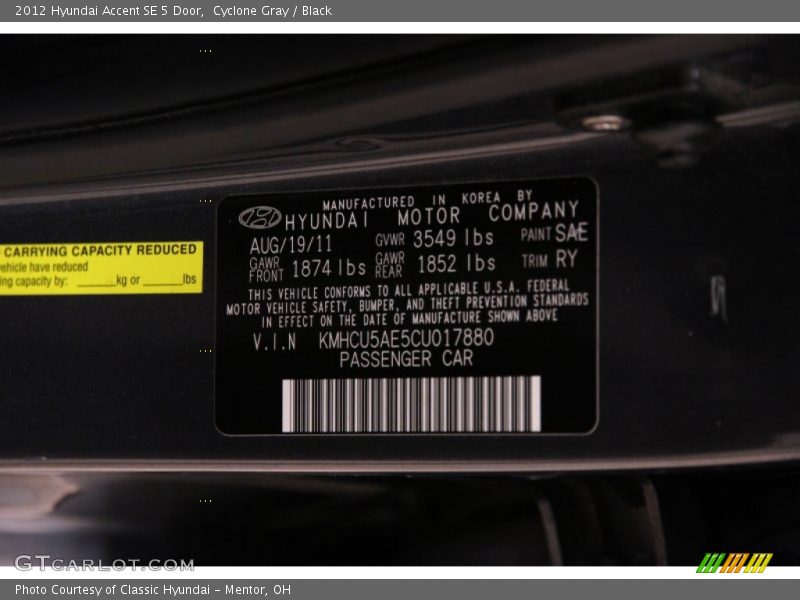 2012 Hyundai Accent SE 5 Door,  Cyclone Gray / Black
MANUFACTURED IN KOREA BY
HYUNDAI MOTOR COMPANY
AUG/19/11 GVWR 3549 lbs PAINT SAE
GAWR FRONT 1874 lbs GAWR REAR 1852 lbs TRIM RY
THIS VEHICLE CONFORMS TO ALL APPLICABLE U.S.A. FEDERAL
MOTOR VEHICLE SAFETY, BUMPER, AND THEFT PREVENTION STANDARDS
IN EFFECT ON THE DATE OF MANUFACTURE SHOWN ABOVE
V.I.N KMHCU5AE5CU017880
PASSENGER CAR
CARRYING CAPACITY REDUCED
vehicle have reduced
ing capacity by: ______kg or ______lbs
GTCARLOT.COM
Photo Courtesy of Classic Hyundai - Mentor, OH